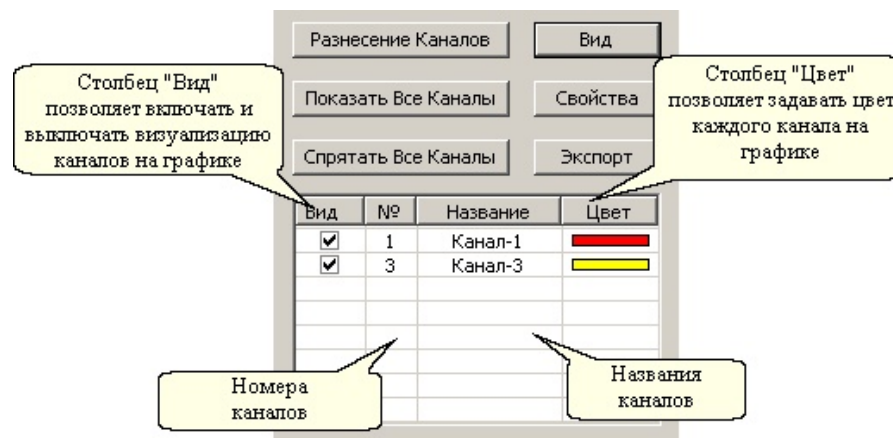 Разнесение Каналов
Вид
Столбец "Вид"
позволяет включать и
выключать визуализацию
каналов на графике
Показать Все Каналы
Свойства
Столбец "Цвет"
позволяет задавать цвет
каждого канала на
графике
Спрятать Все Каналы
Экспорт
Вид № Название Цвет
1 Канал-1
3 Канал-3
Номера
каналов
Названия
каналов